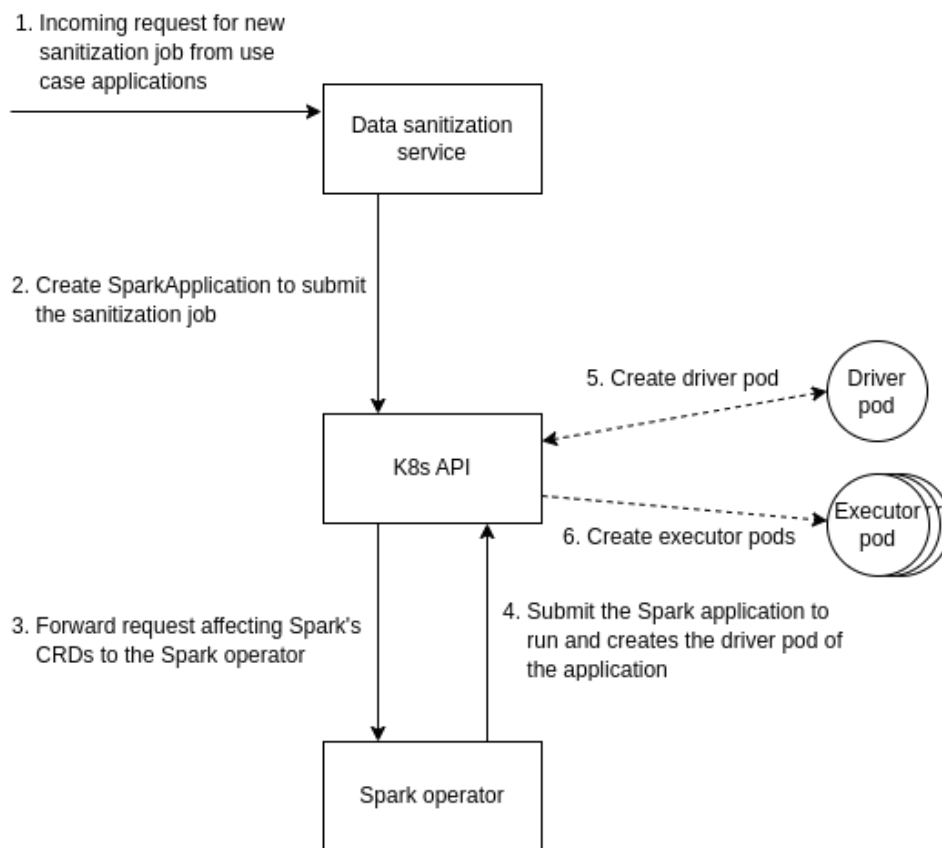 1. Incoming request for new
sanitization job from use
case applications
Data sanitization
service
2. Create SparkApplication to submit
the sanitization job
5. Create driver pod
Driver
pod
K8s API
Executor
pod
6. Create executor pods
3. Forward request affecting Spark's
CRDs to the Spark operator
4. Submit the Spark application to
run and creates the driver pod of
the application
Spark operator